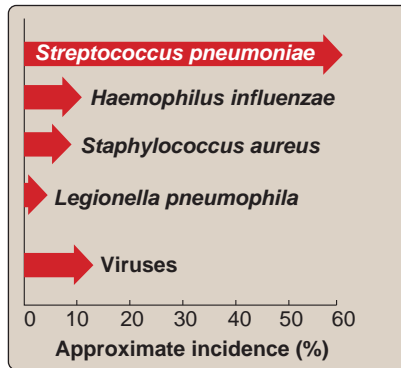 Streptococcus pneumoniae
Haemophilus influenzae
Staphylococcus aureus
Legionella pneumophila
Viruses
0 10 20 30 40 50 60
Approximate incidence (%)